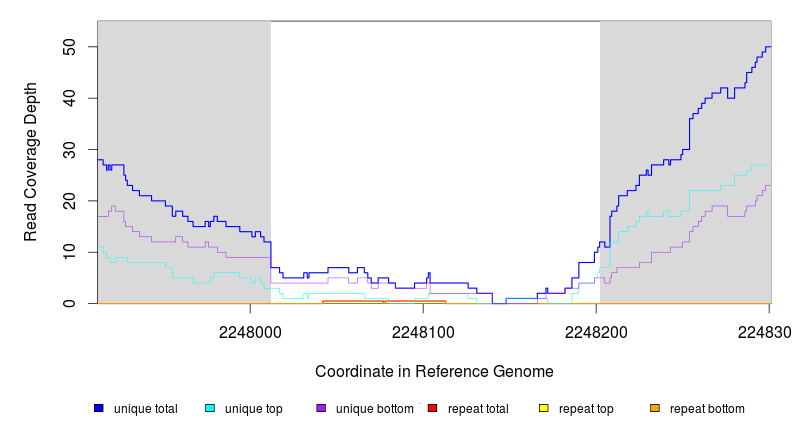 50
40
30
20
10
0
Read Coverage Depth
2248000 2248100 2248200 224830
Coordinate in Reference Genome
unique total unique top unique bottom repeat total repeat top repeat bottom